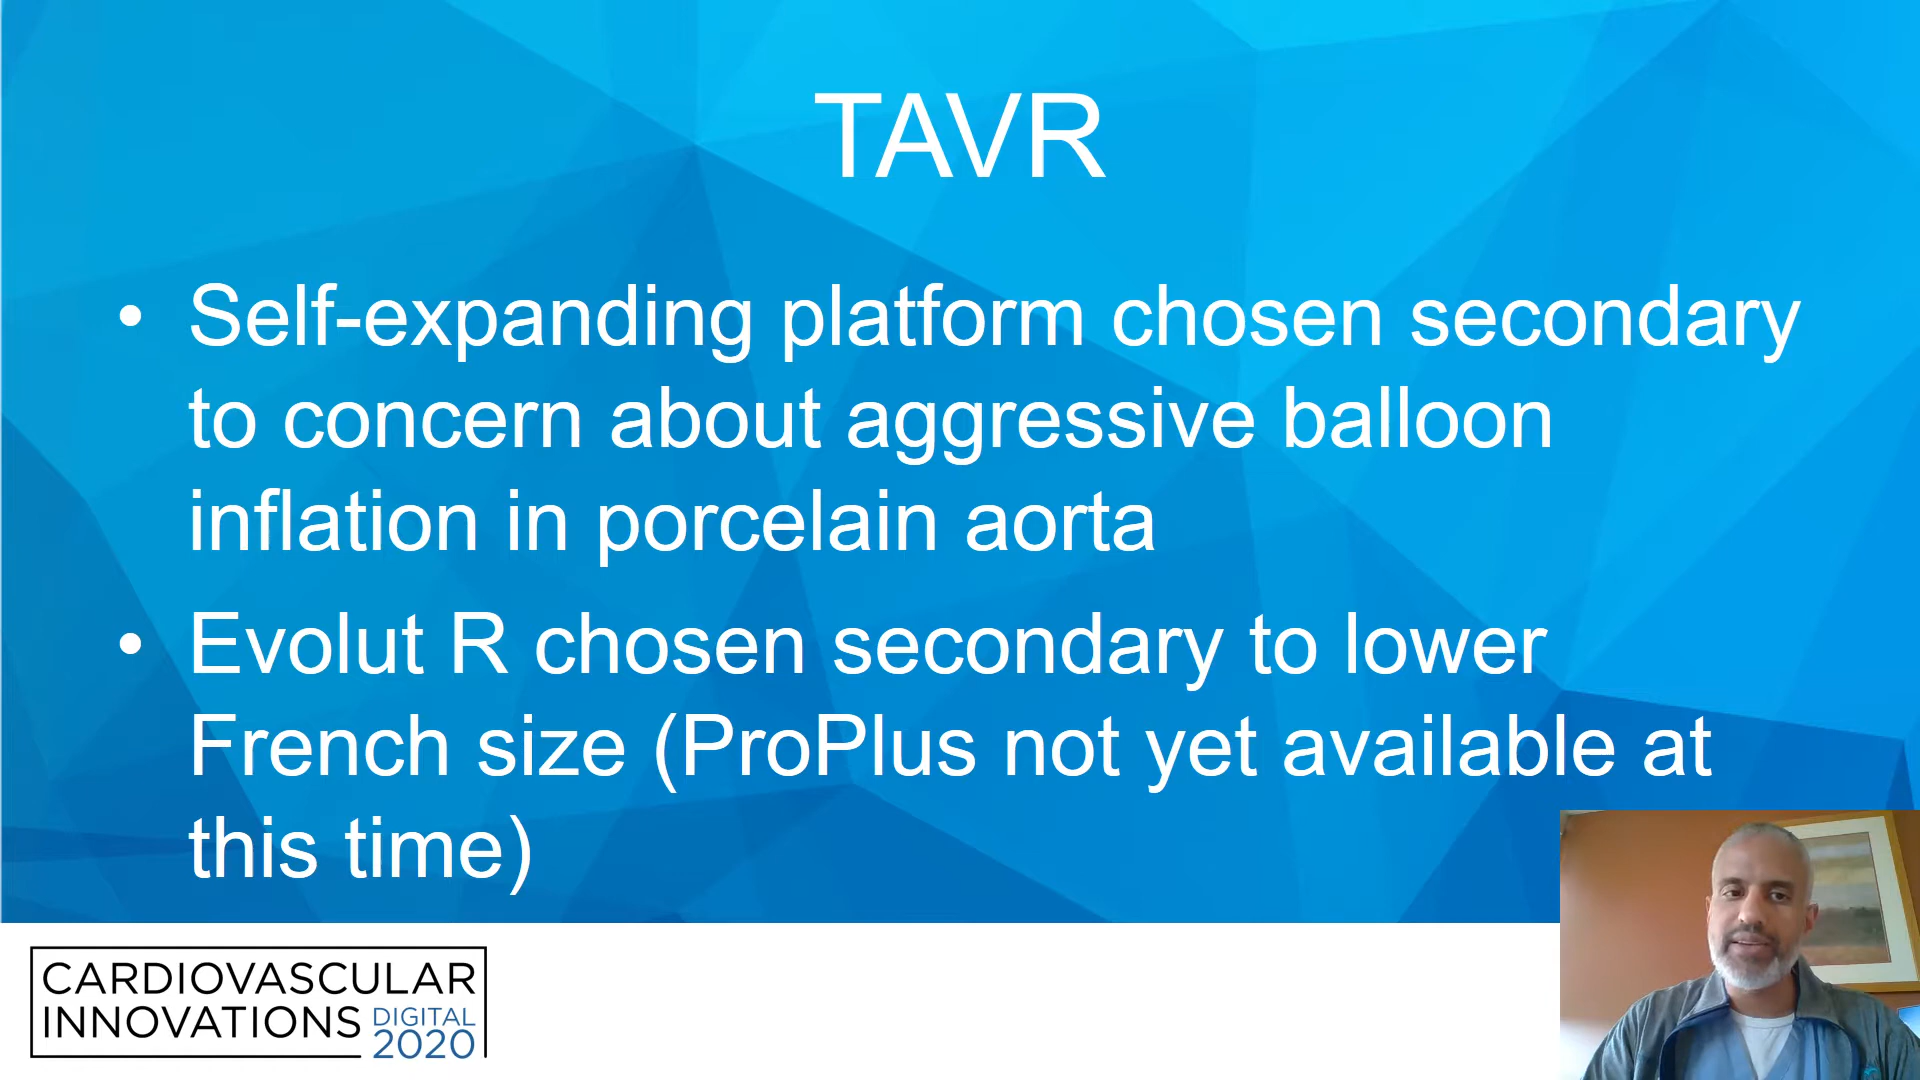 TAVR
• Self-expanding platform chosen secondary
to concern about aggressive balloon
inflation in porcelain aorta
• Evolut R chosen secondary to lower
French size (ProPlus not yet available at
this time)
CARDIOVASCULAR
INNOVATIONS DIGITAL
2020